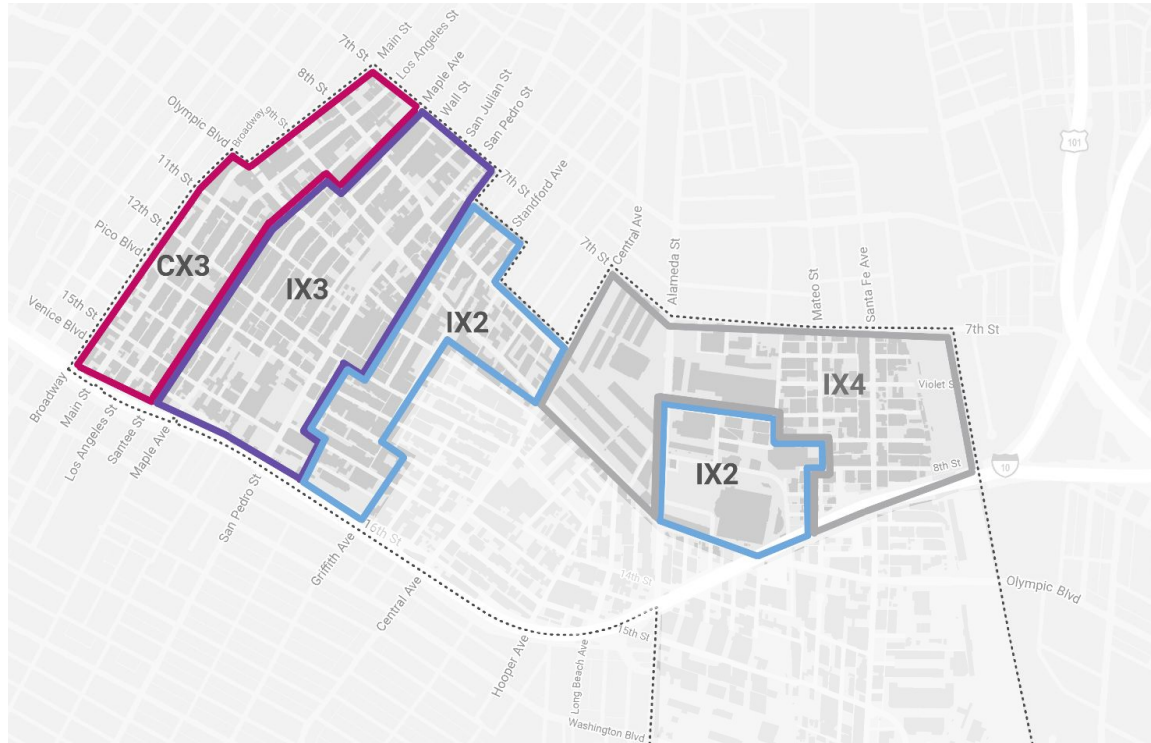 7th St
Main St
Los Angeles St
8th St
Maple Ave
Wall St
San Julian St
San Pedro St
Olympic Blvd
Broadway
9th St
11th St
7th St
Standford Ave
12th St
Pico Blvd
CX3
IX3
7th St
Central Ave
Alameda St
Mateo St
Santa Fe Ave
101
15th St
Venice Blvd
IX2
7th St
Broadway
Main St
Los Angeles St
Santee St
Maple Ave
IX4
Violet S
8th St
10
San Pedro St
IX2
16th St
Griffith Ave
Central Ave
14th St
Olympic Blvd
Hooper Ave
Long Beach Ave
15th St
Washington Blvd